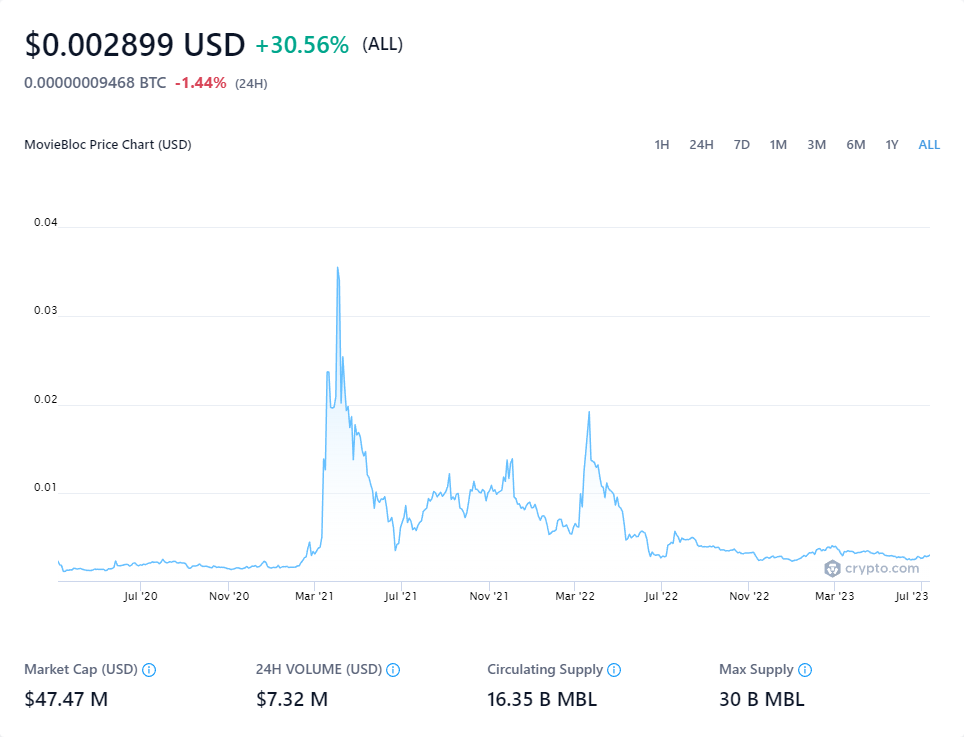 $0.002899 USD +30.56% (ALL)
0.00000009468 BTC -1.44% (24H)
MovieBloc Price Chart (USD) 1H 24H 7D 1M 3M 6M 1Y ALL
0.04
0.03
0.02
0.01
crypto.com
Jul '20 Nov '20 Mar '21 Jul '21 Nov '21 Mar '22 Jul '22 Nov '22 Mar '23 Jul '23
Market Cap (USD) 24H VOLUME (USD) Circulating Supply Max Supply
$47.47 M $7.32 M 16.35 B MBL 30 B MBL